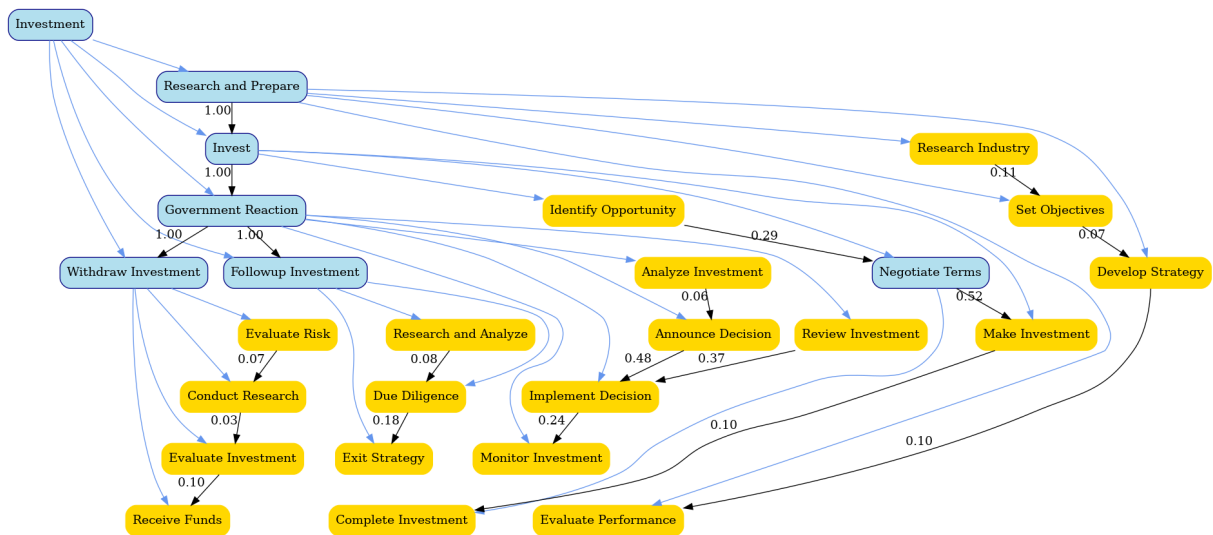 Investment
Research and Prepare
1.00
Invest
Research Industry
1.00
0.11
Government Reaction
Identify Opportunity
Set Objectives
1.00
1.00
0.29
0.07
Withdraw Investment
Followup Investment
Analyze Investment
Negotiate Terms
Develop Strategy
0.06
0.52
Evaluate Risk
Research and Analyze
Announce Decision
Review Investment
Make Investment
0.07
0.08
0.48
0.37
Conduct Research
Due Diligence
Implement Decision
0.03
0.18
0.24
0.10
0.10
Evaluate Investment
Exit Strategy
Monitor Investment
0.10
Receive Funds
Complete Investment
Evaluate Performance